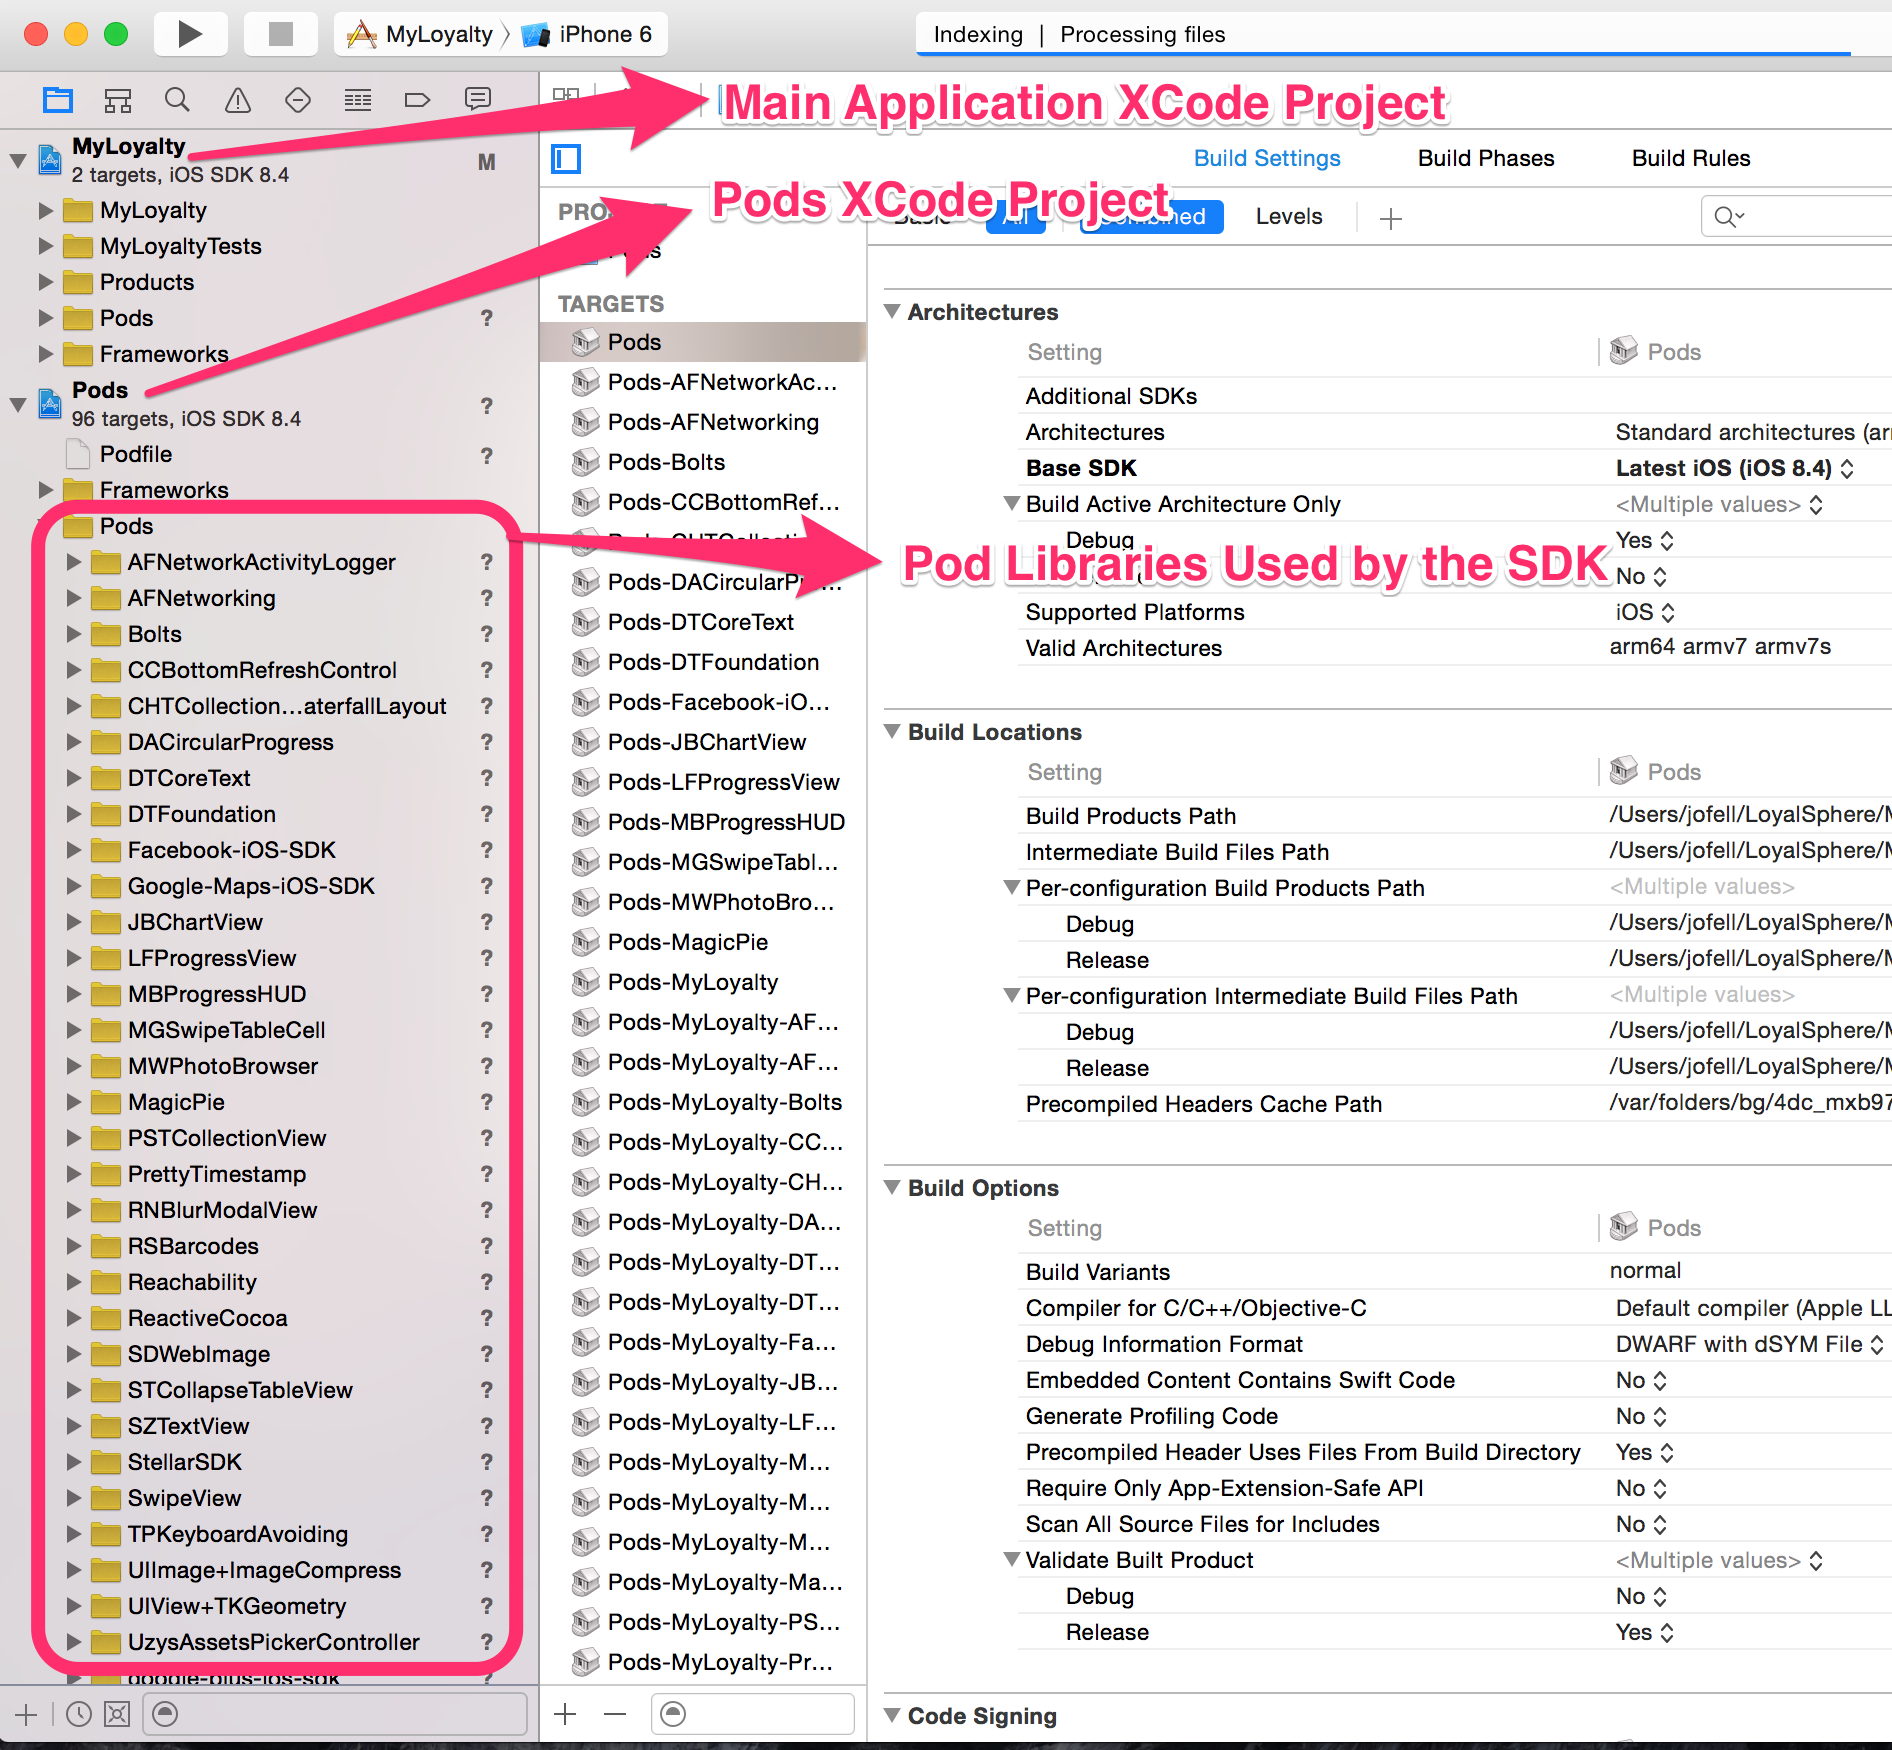 MyLoyalty
iPhone 6
Indexing | Processing files
Main Application XCode Project
MyLoyalty
2 targets, iOS SDK 8.4
M
MyLoyalty
MyLoyaltyTests
Products
Pods
?
Frameworks
Pods
96 targets, iOS SDK 8.4
?
Podfile
?
Frameworks
Pods
AFNetworkActivityLogger
?
AFNetworking
?
Bolts
?
CCBottomRefreshControl
?
CHTCollection...aterfallLayout
?
DACircularProgress
?
DTCoreText
?
DTFoundation
?
Facebook-iOS-SDK
?
Google-Maps-iOS-SDK
?
JBChartView
?
LFProgressView
?
MBProgressHUD
?
MGSwipeTableCell
?
MWPhotoBrowser
?
MagicPie
?
PSTCollectionView
?
PrettyTimestamp
?
RNBlurModalView
?
RSBarcodes
?
Reachability
?
ReactiveCocoa
?
SDWebImage
?
STCollapseTableView
?
SZTextView
?
StellarSDK
?
SwipeView
?
TPKeyboardAvoiding
?
UIImage+ImageCompress
?
UIView+TKGeometry
?
UzysAssetsPickerController
?
google-plus-ios-sdk
?
Pods XCode Project
TARGETS
Pods
Pods-AFNetworkAc...
Pods-AFNetworking
Pods-Bolts
Pods-CCBottomRef...
Pods-DACircularPr...
Pods-DTCoreText
Pods-DTFoundation
Pods-Facebook-iO...
Pods-JBChartView
Pods-LFProgressView
Pods-MBProgressHUD
Pods-MGSwipeTabl...
Pods-MWPhotoBro...
Pods-MagicPie
Pods-MyLoyalty
Pods-MyLoyalty-AF...
Pods-MyLoyalty-AF...
Pods-MyLoyalty-Bolts
Pods-MyLoyalty-CC...
Pods-MyLoyalty-CH...
Pods-MyLoyalty-DA...
Pods-MyLoyalty-DT...
Pods-MyLoyalty-DT...
Pods-MyLoyalty-Fa...
Pods-MyLoyalty-JB...
Pods-MyLoyalty-LF...
Pods-MyLoyalty-M...
Pods-MyLoyalty-M...
Pods-MyLoyalty-M...
Pods-MyLoyalty-Ma...
Pods-MyLoyalty-PS...
Pods-MyLoyalty-Pr...
Build Settings Build Phases Build Rules
Basic All Combined Levels
Architectures
Setting Pods
Additional SDKs
Architectures Standard architectures (ar
Base SDK Latest iOS (iOS 8.4)
Build Active Architecture Only <Multiple values>
Debug Yes
Pod Libraries Used by the SDK
No
Supported Platforms iOS
Valid Architectures arm64 armv7 armv7s
Build Locations
Setting Pods
Build Products Path /Users/jofell/LoyalSphere/M
Intermediate Build Files Path /Users/jofell/LoyalSphere/M
Per-configuration Build Products Path <Multiple values>
Debug /Users/jofell/LoyalSphere/M
Release /Users/jofell/LoyalSphere/M
Per-configuration Intermediate Build Files Path <Multiple values>
Debug /Users/jofell/LoyalSphere/M
Release /Users/jofell/LoyalSphere/M
Precompiled Headers Cache Path /var/folders/bg/4dc_mxb97
Build Options
Setting Pods
Build Variants normal
Compiler for C/C++/Objective-C Default compiler (Apple LL
Debug Information Format DWARF with dSYM File
Embedded Content Contains Swift Code No
Generate Profiling Code No
Precompiled Header Uses Files From Build Directory Yes
Require Only App-Extension-Safe API No
Scan All Source Files for Includes No
Validate Built Product <Multiple values>
Debug No
Release Yes
Code Signing